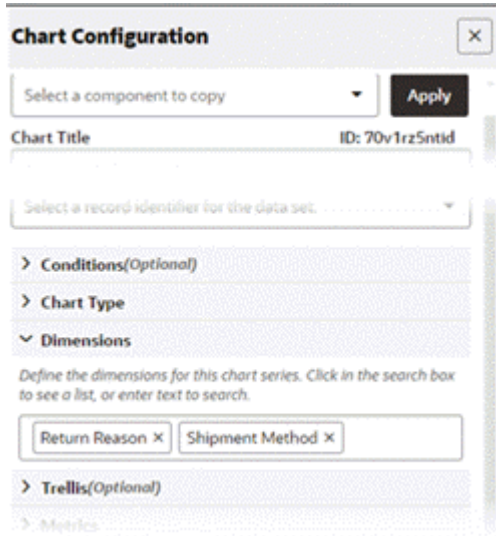 Chart Configuration ×
Select a component to copy Apply
Chart Title ID: 70v1rz5ntid
Select a record identifier for the data set.
Conditions(Optional)
Chart Type
Dimensions
Define the dimensions for this chart series. Click in the search box
to see a list, or enter text to search.
Return Reason × Shipment Method ×
Trellis(Optional)
Metrics